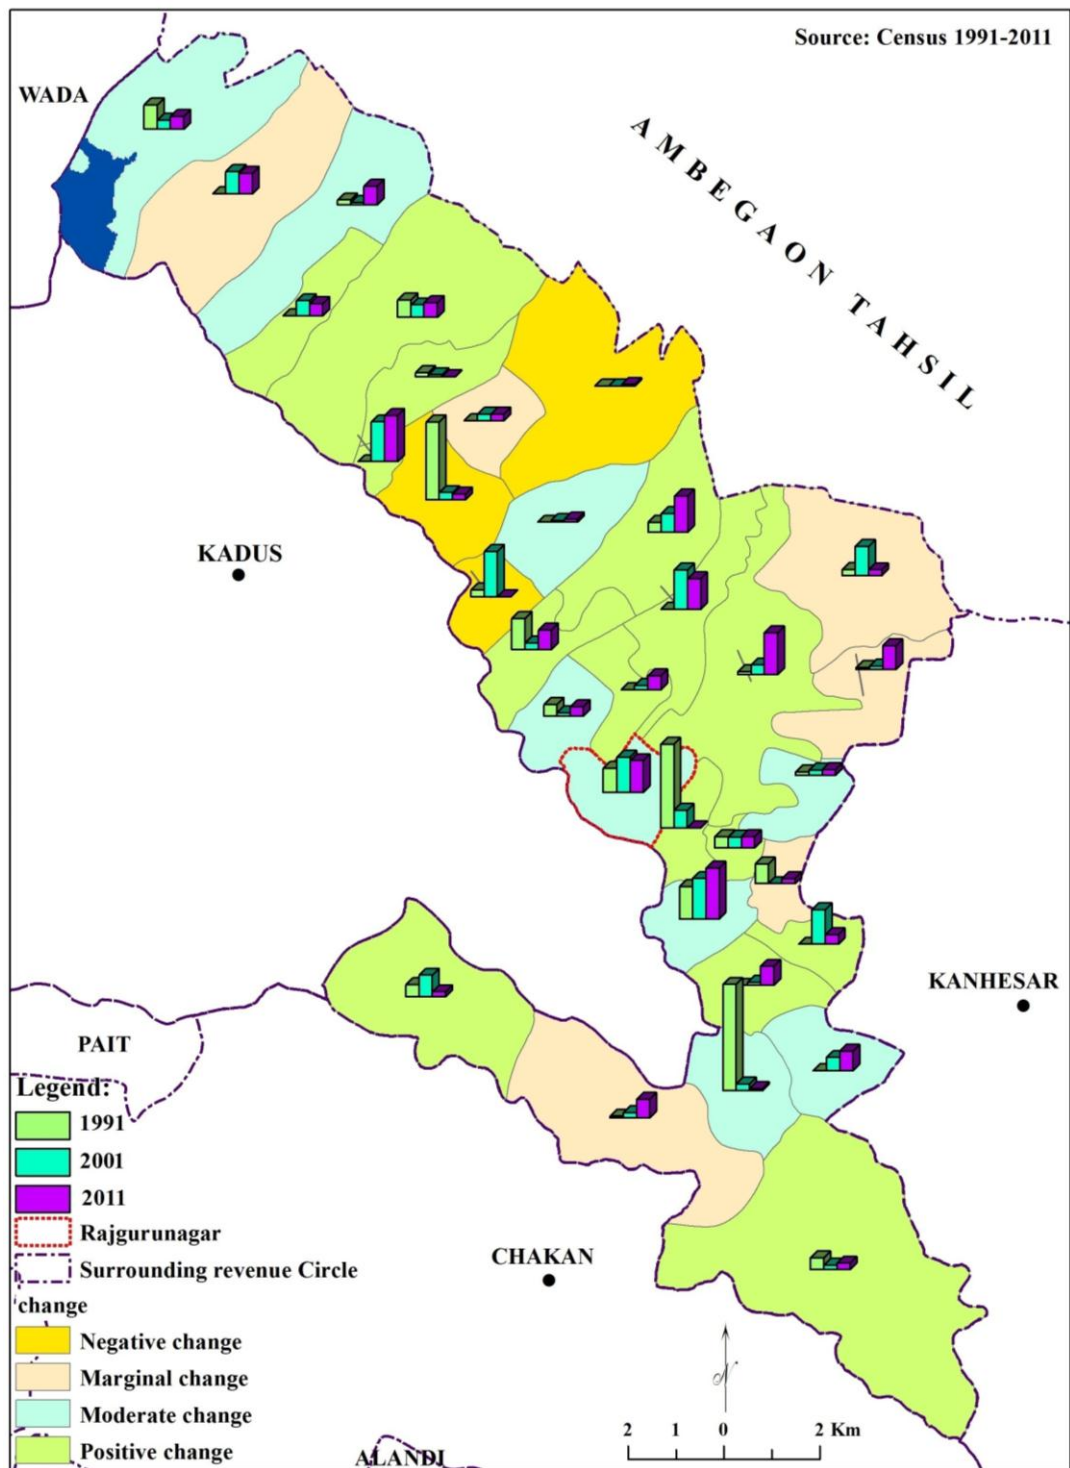 Source: Census 1991-2011
WADA
AMBEGAON TAHSIL
KADUS
KANHESAR
PAIT
Legend:
1991
2001
2011
Rajgurunagar
Surrounding revenue Circle
change
Negative change
Marginal change
Moderate change
Positive change
CHAKAN
N
2 1 0 2 Km
ALANDI